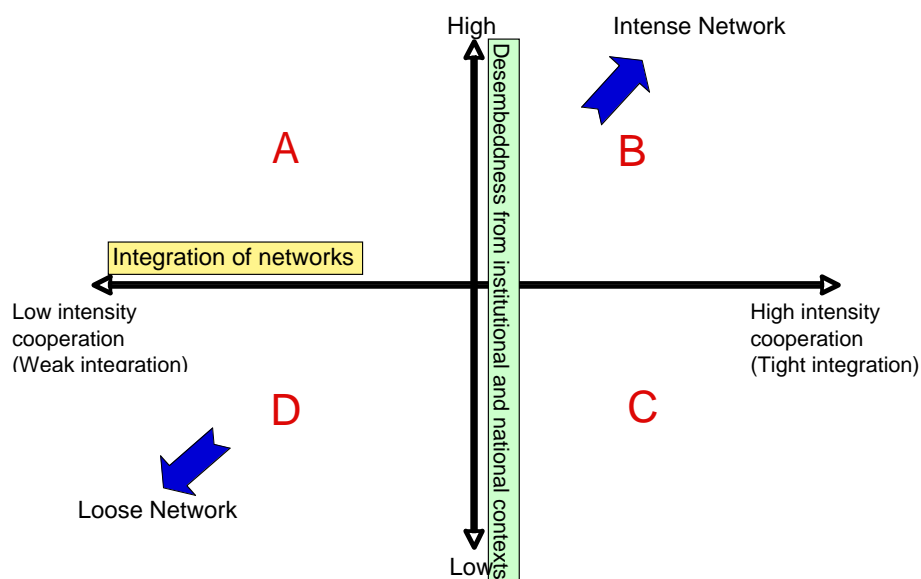 High
Intense Network
Desembeddness from institutional and national contexts
A
B
Integration of networks
Low intensity
cooperation
(Weak integration)
High intensity
cooperation
(Tight integration)
D
C
Loose Network
Low